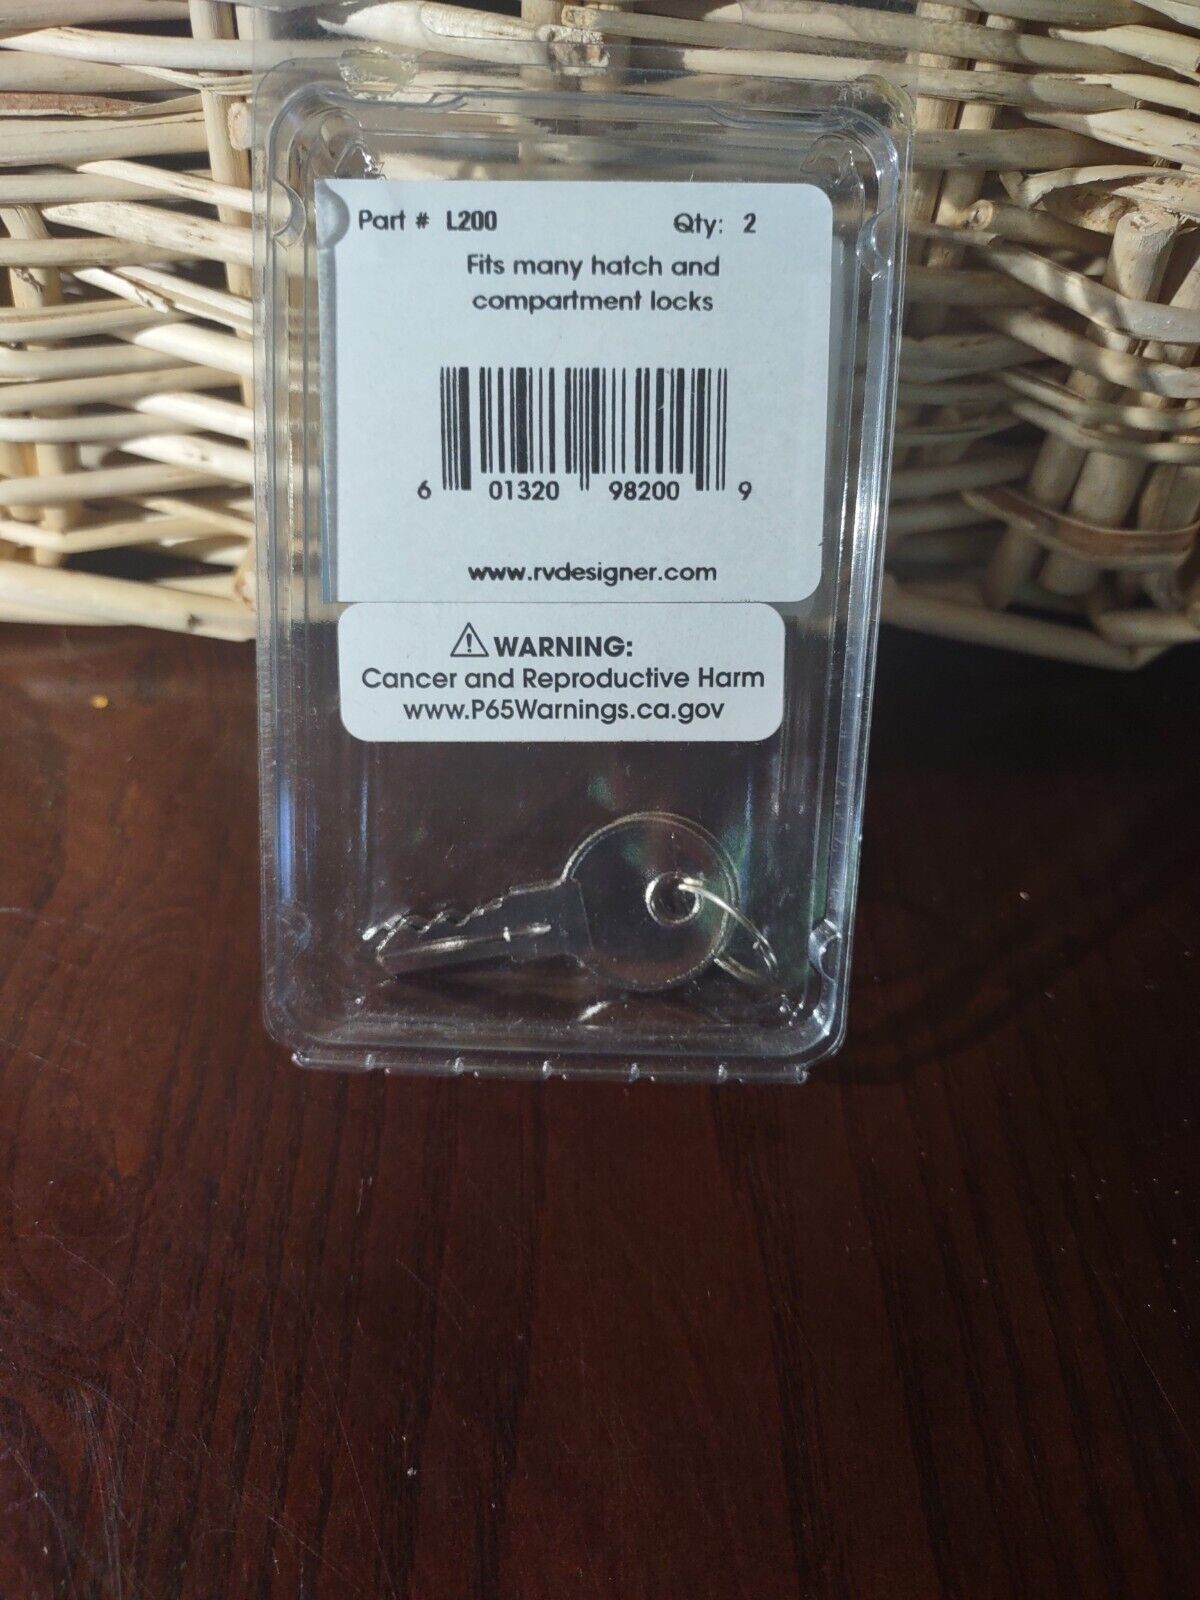 Part # L200 Qty: 2
Fits many hatch and
compartment locks
6 01320 98200 9
www.rvdesigner.com
⚠ WARNING:
Cancer and Reproductive Harm
www.P65Warnings.ca.gov